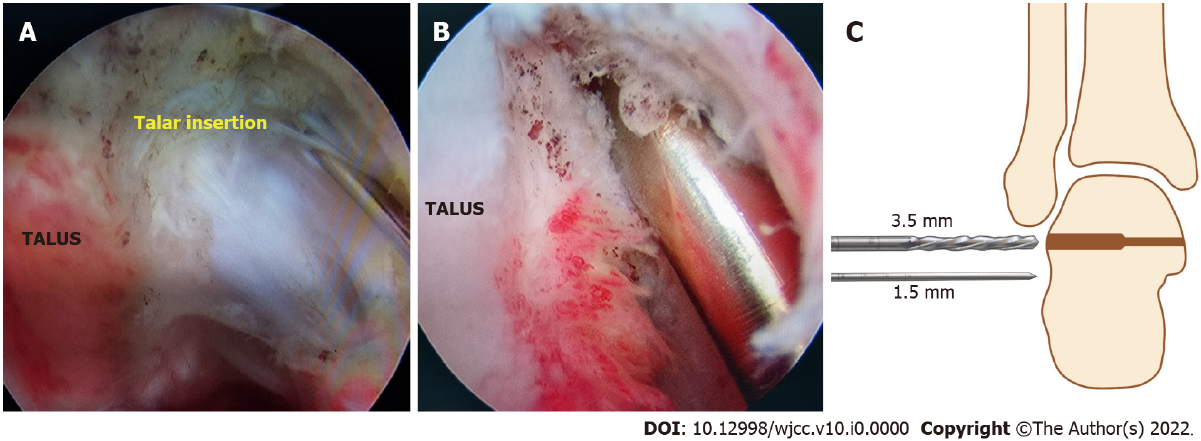 A
Talar insertion
TALUS
B
TALUS
C
3.5 mm
1.5 mm
DOI: 10.12998/wjcc.v10.i0.0000 Copyright ©The Author(s) 2022.